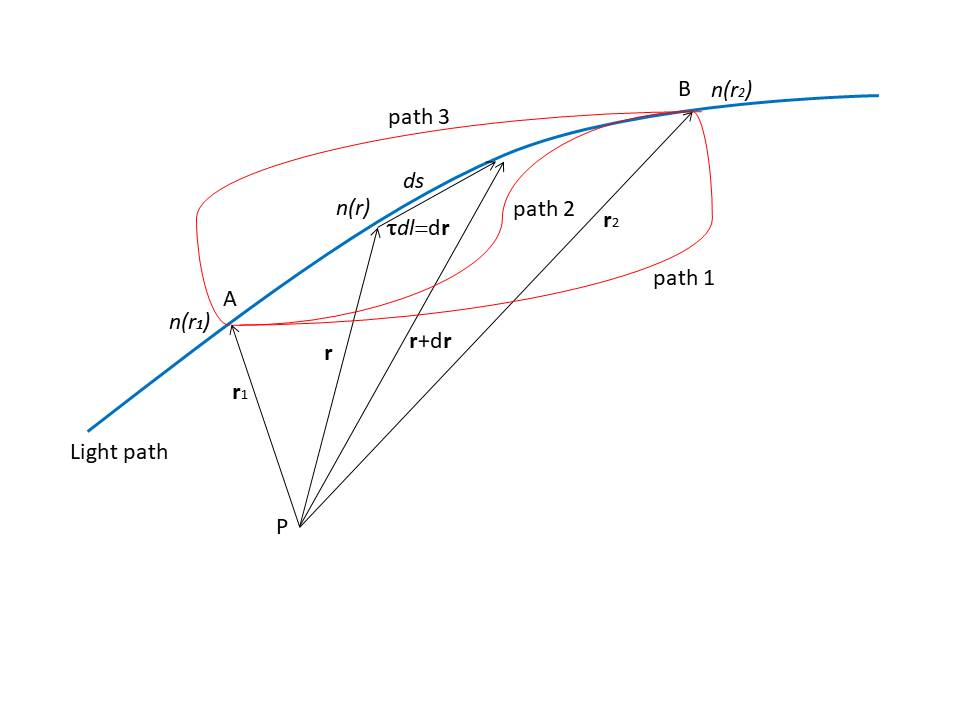 B n(r₂)
path 3
ds
n(r)
τdl=dr
path 2
r₂
path 1
A
n(r₁)
r
r+dr
r₁
Light path
P